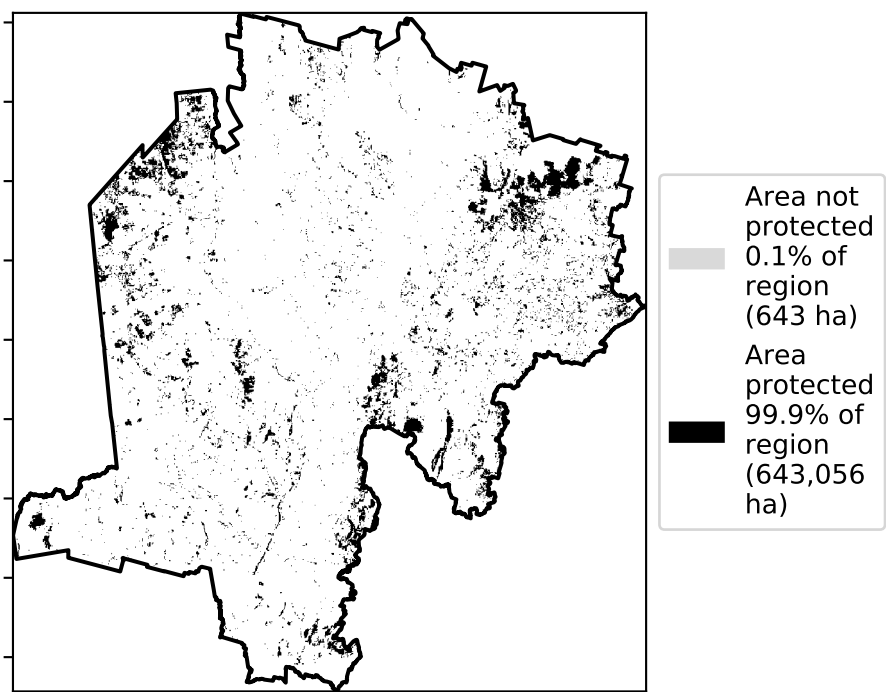 Area not
protected
0.1% of
region
(643 ha)
Area
protected
99.9% of
region
(643,056
ha)